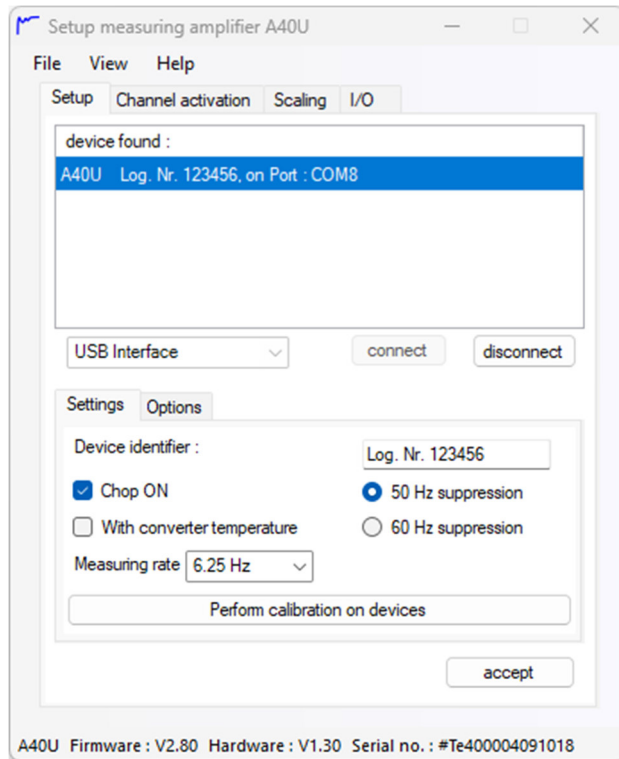 Setup measuring amplifier A40U
File View Help
Setup Channel activation Scaling I/O
device found :
A40U Log. Nr. 123456, on Port : COM8
USB Interface connect disconnect
Settings Options
Device identifier : Log. Nr. 123456
Chop ON 50 Hz suppression
With converter temperature 60 Hz suppression
Measuring rate 6.25 Hz
Perform calibration on devices
accept
A40U Firmware : V2.80 Hardware : V1.30 Serial no. : #Te400004091018